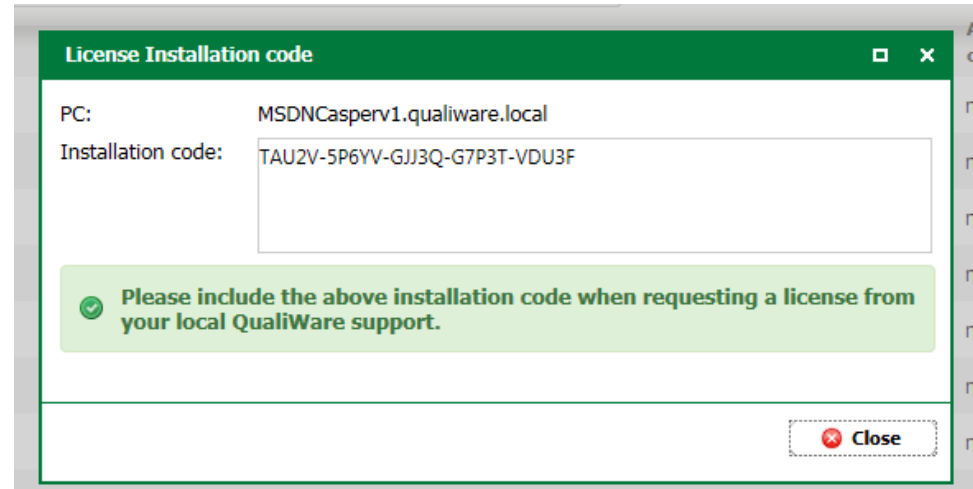 License Installation code
PC: MSDNCasperv1.qualiware.local
Installation code: TAU2V-5P6YV-GJJ3Q-G7P3T-VDU3F
Please include the above installation code when requesting a license from
your local QualiWare support.
Close